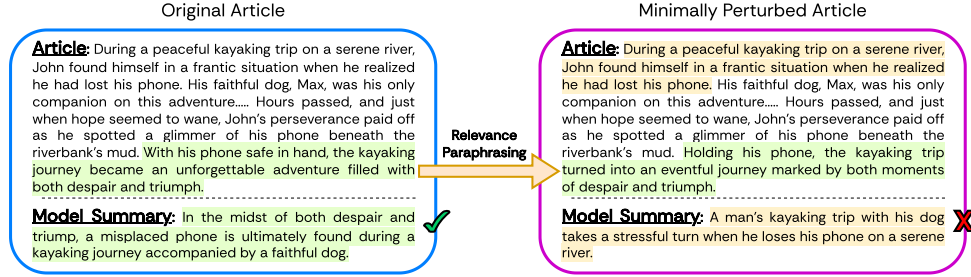 Original Article
Article: During a peaceful kayaking trip on a serene river,
John found himself in a frantic situation when he realized
he had lost his phone. His faithful dog, Max, was his only
companion on this adventure..... Hours passed, and just
when hope seemed to wane, John's perseverance paid off
as he spotted a glimmer of his phone beneath the
riverbank's mud. With his phone safe in hand, the kayaking
journey became an unforgettable adventure filled with
both despair and triumph.
Model Summary: In the midst of both despair and
triump, a misplaced phone is ultimately found during a
kayaking journey accompanied by a faithful dog.
Relevance
Paraphrasing
Minimally Perturbed Article
Article: During a peaceful kayaking trip on a serene river,
John found himself in a frantic situation when he realized
he had lost his phone. His faithful dog, Max, was his only
companion on this adventure..... Hours passed, and just
when hope seemed to wane, John's perseverance paid off
as he spotted a glimmer of his phone beneath the
riverbank's mud. Holding his phone, the kayaking trip
turned into an eventful journey marked by both moments
of despair and triumph.
Model Summary: A man's kayaking trip with his dog
takes a stressful turn when he loses his phone on a serene
river.